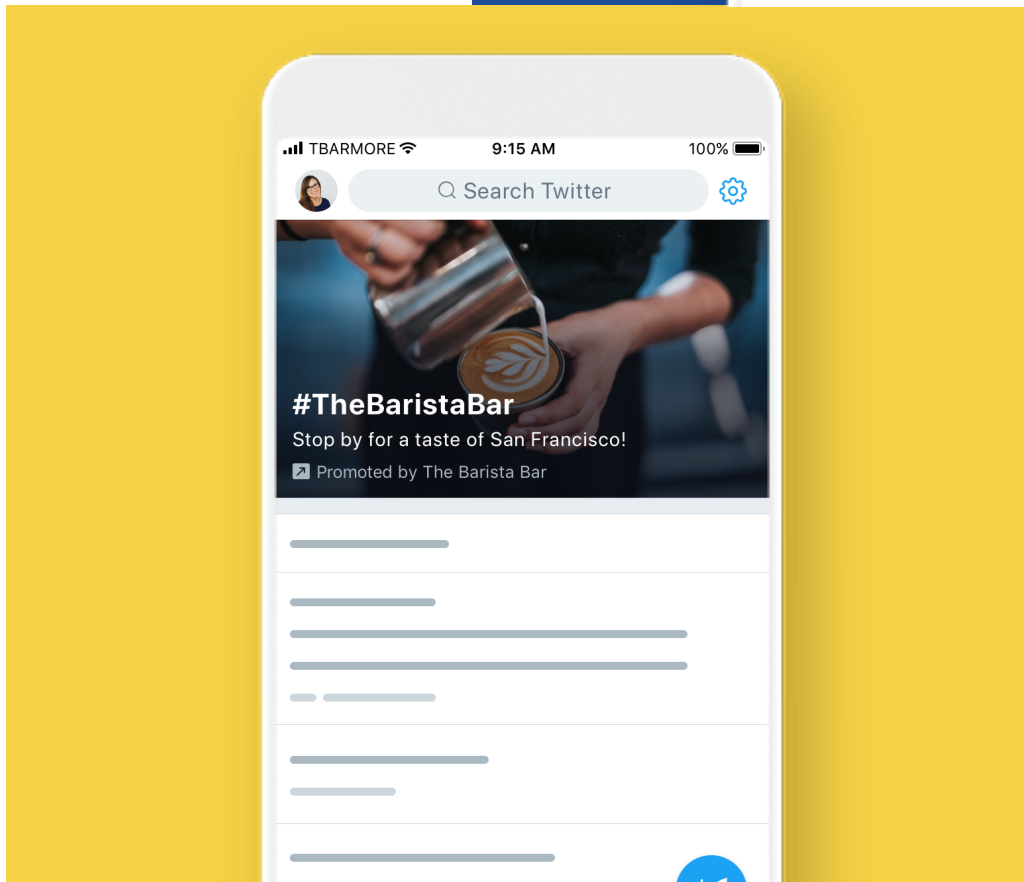 TBARMORE 9:15 AM 100%
Search Twitter
#TheBaristaBar
Stop by for a taste of San Francisco!
Promoted by The Barista Bar